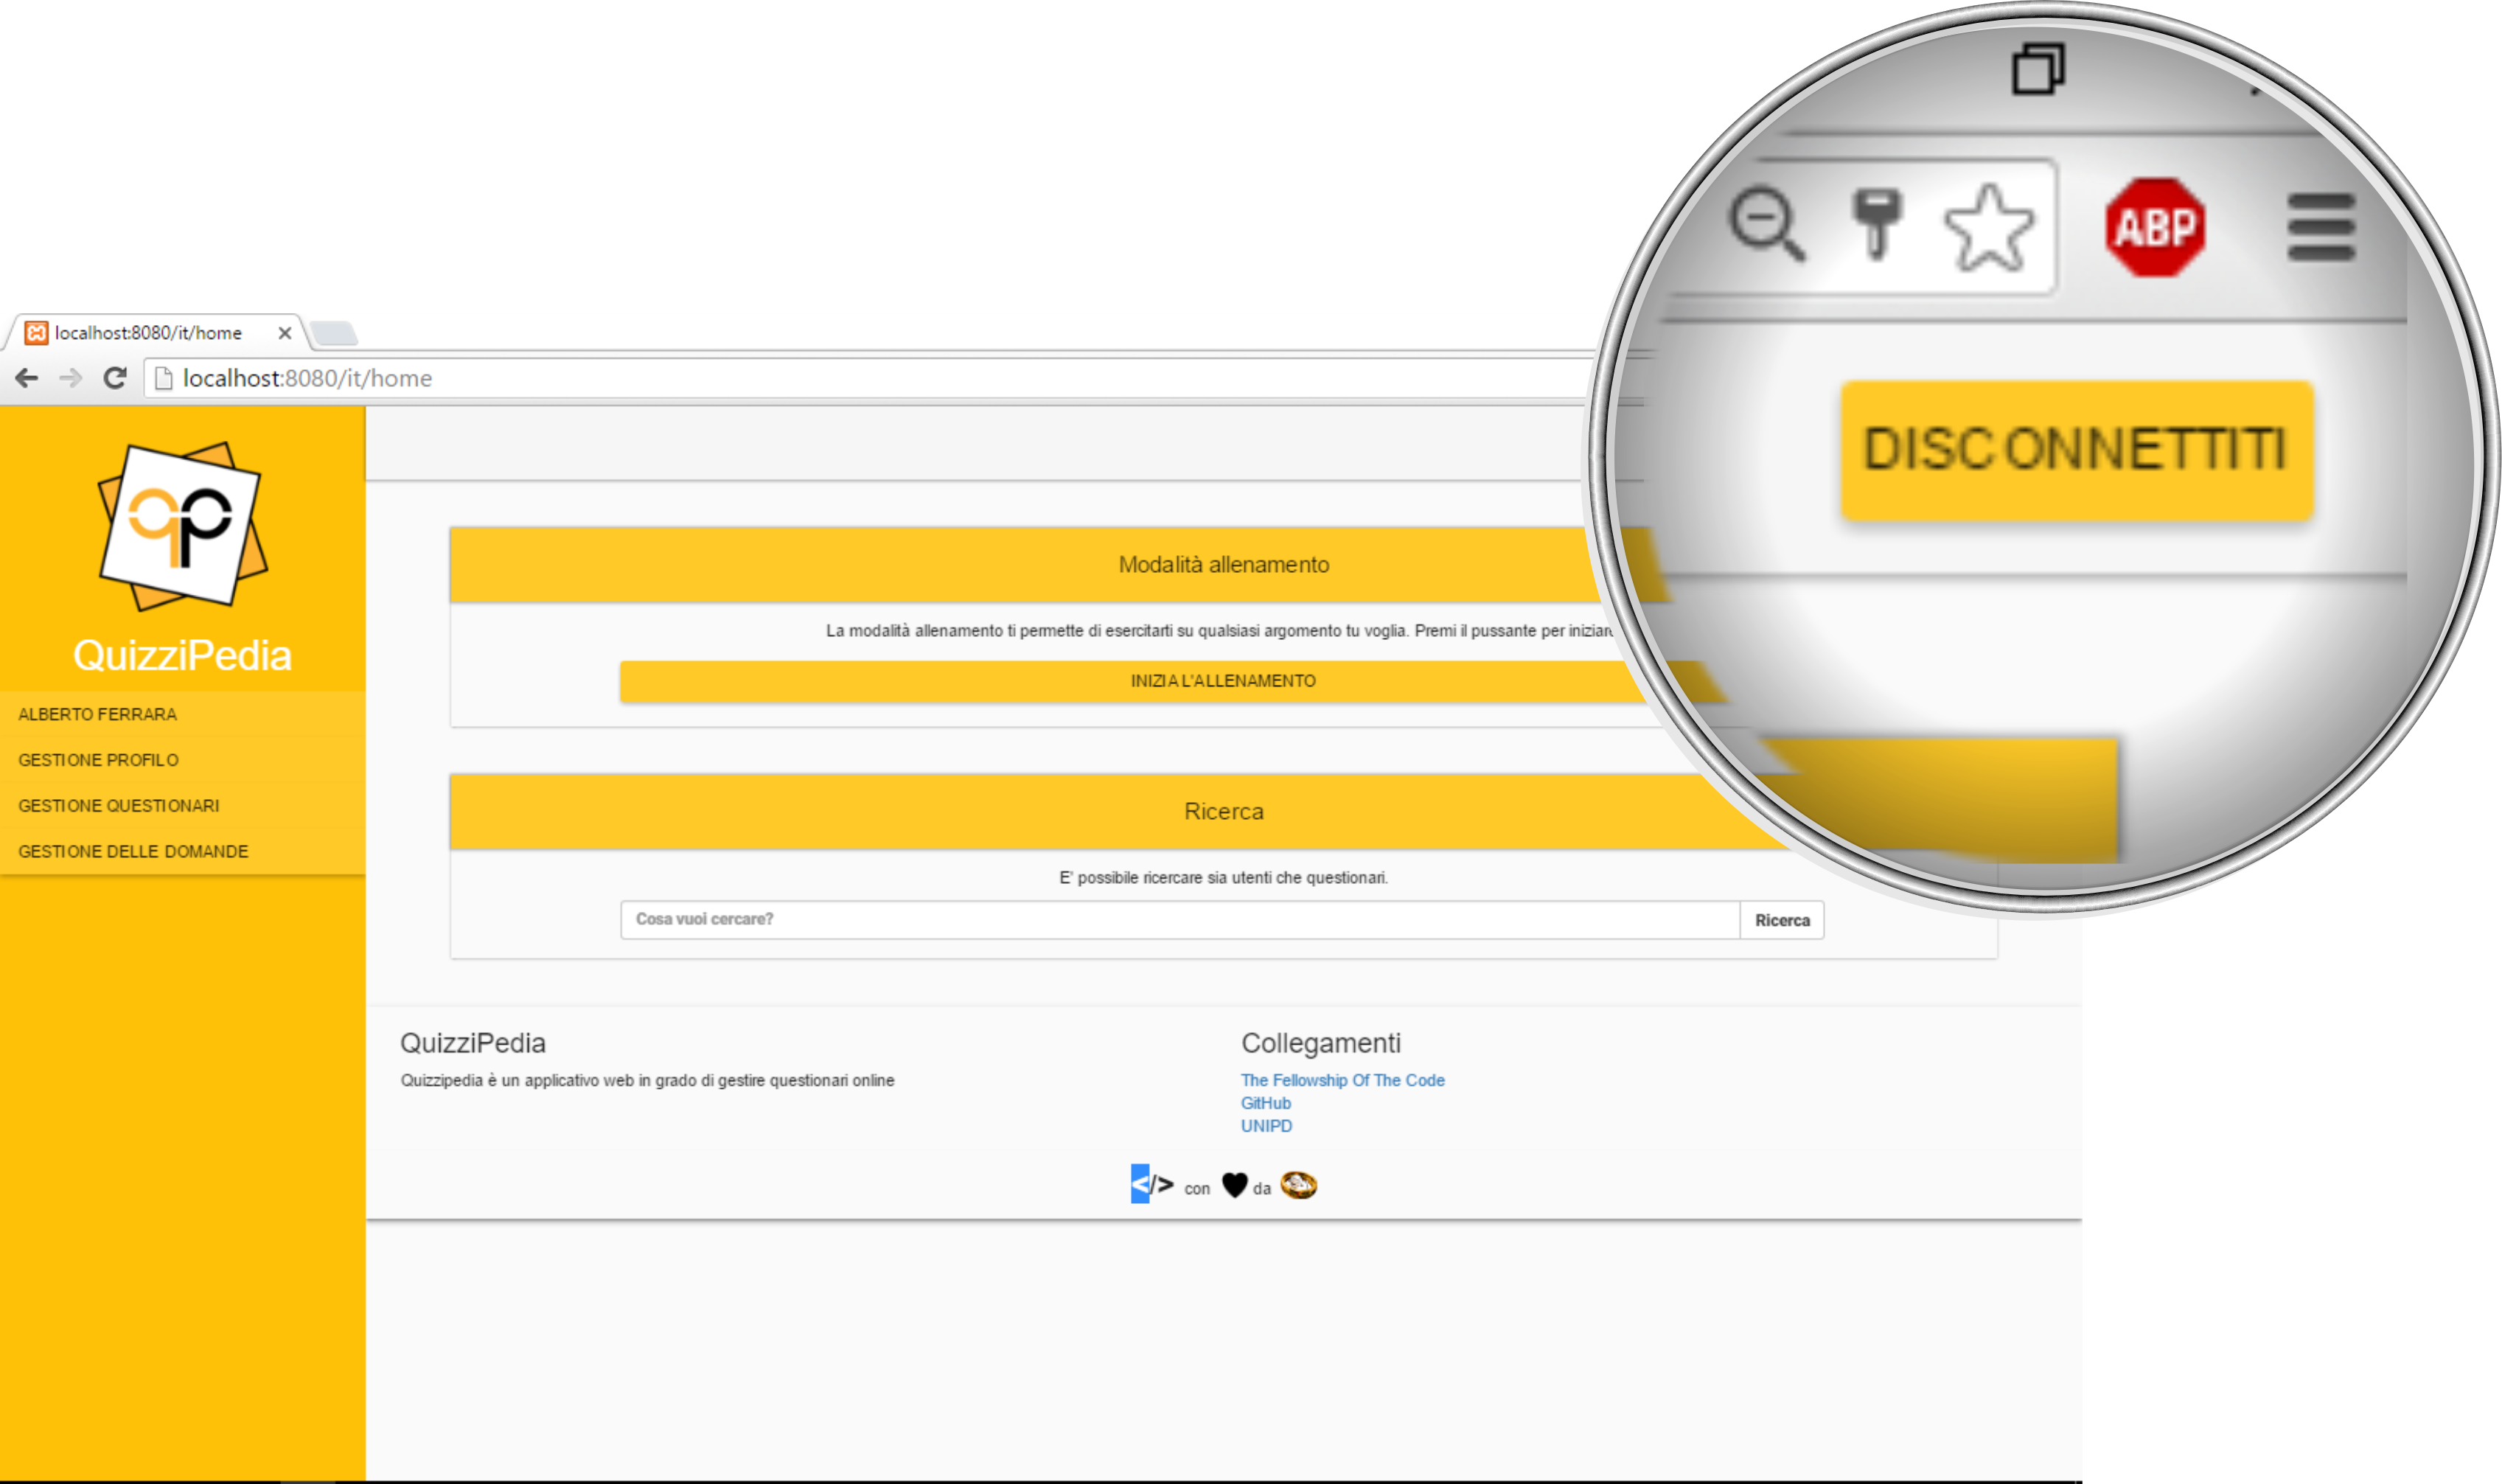 localhost:8080/it/home
localhost:8080/it/home
ABP
DISCONNETTITI
qp
QuizziPedia
ALBERTO FERRARA
GESTIONE PROFILO
GESTIONE QUESTIONARI
GESTIONE DELLE DOMANDE
Modalità allenamento
La modalità allenamento ti permette di esercitarti su qualsiasi argomento tu voglia. Premi il pussante per iniziare
INIZIA L'ALLENAMENTO
Ricerca
E' possibile ricercare sia utenti che questionari.
Cosa vuoi cercare?
Ricerca
QuizziPedia
Quizzipedia è un applicativo web in grado di gestire questionari online
Collegamenti
The Fellowship Of The Code
GitHub
UNIPD
</> con da